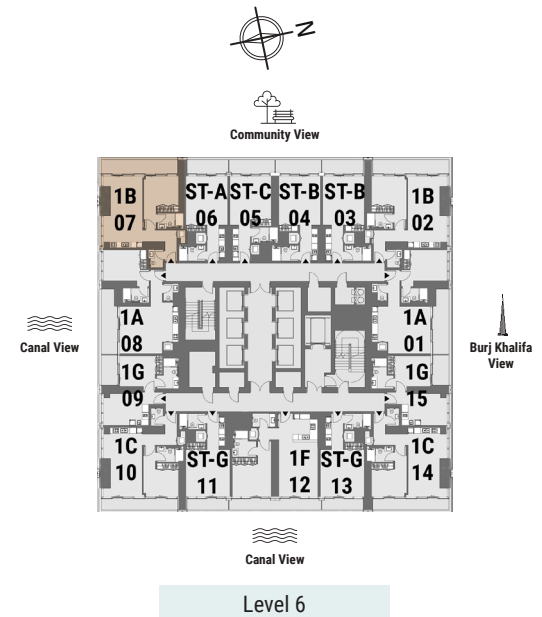 N
Community View
1B
07
ST-A
06
ST-C
05
ST-B
04
ST-B
03
1B
02
1A
08
1A
01
Canal View
Burj Khalifa
View
1G
09
1G
15
1C
10
ST-G
11
1F
12
ST-G
13
1C
14
Canal View
Level 6